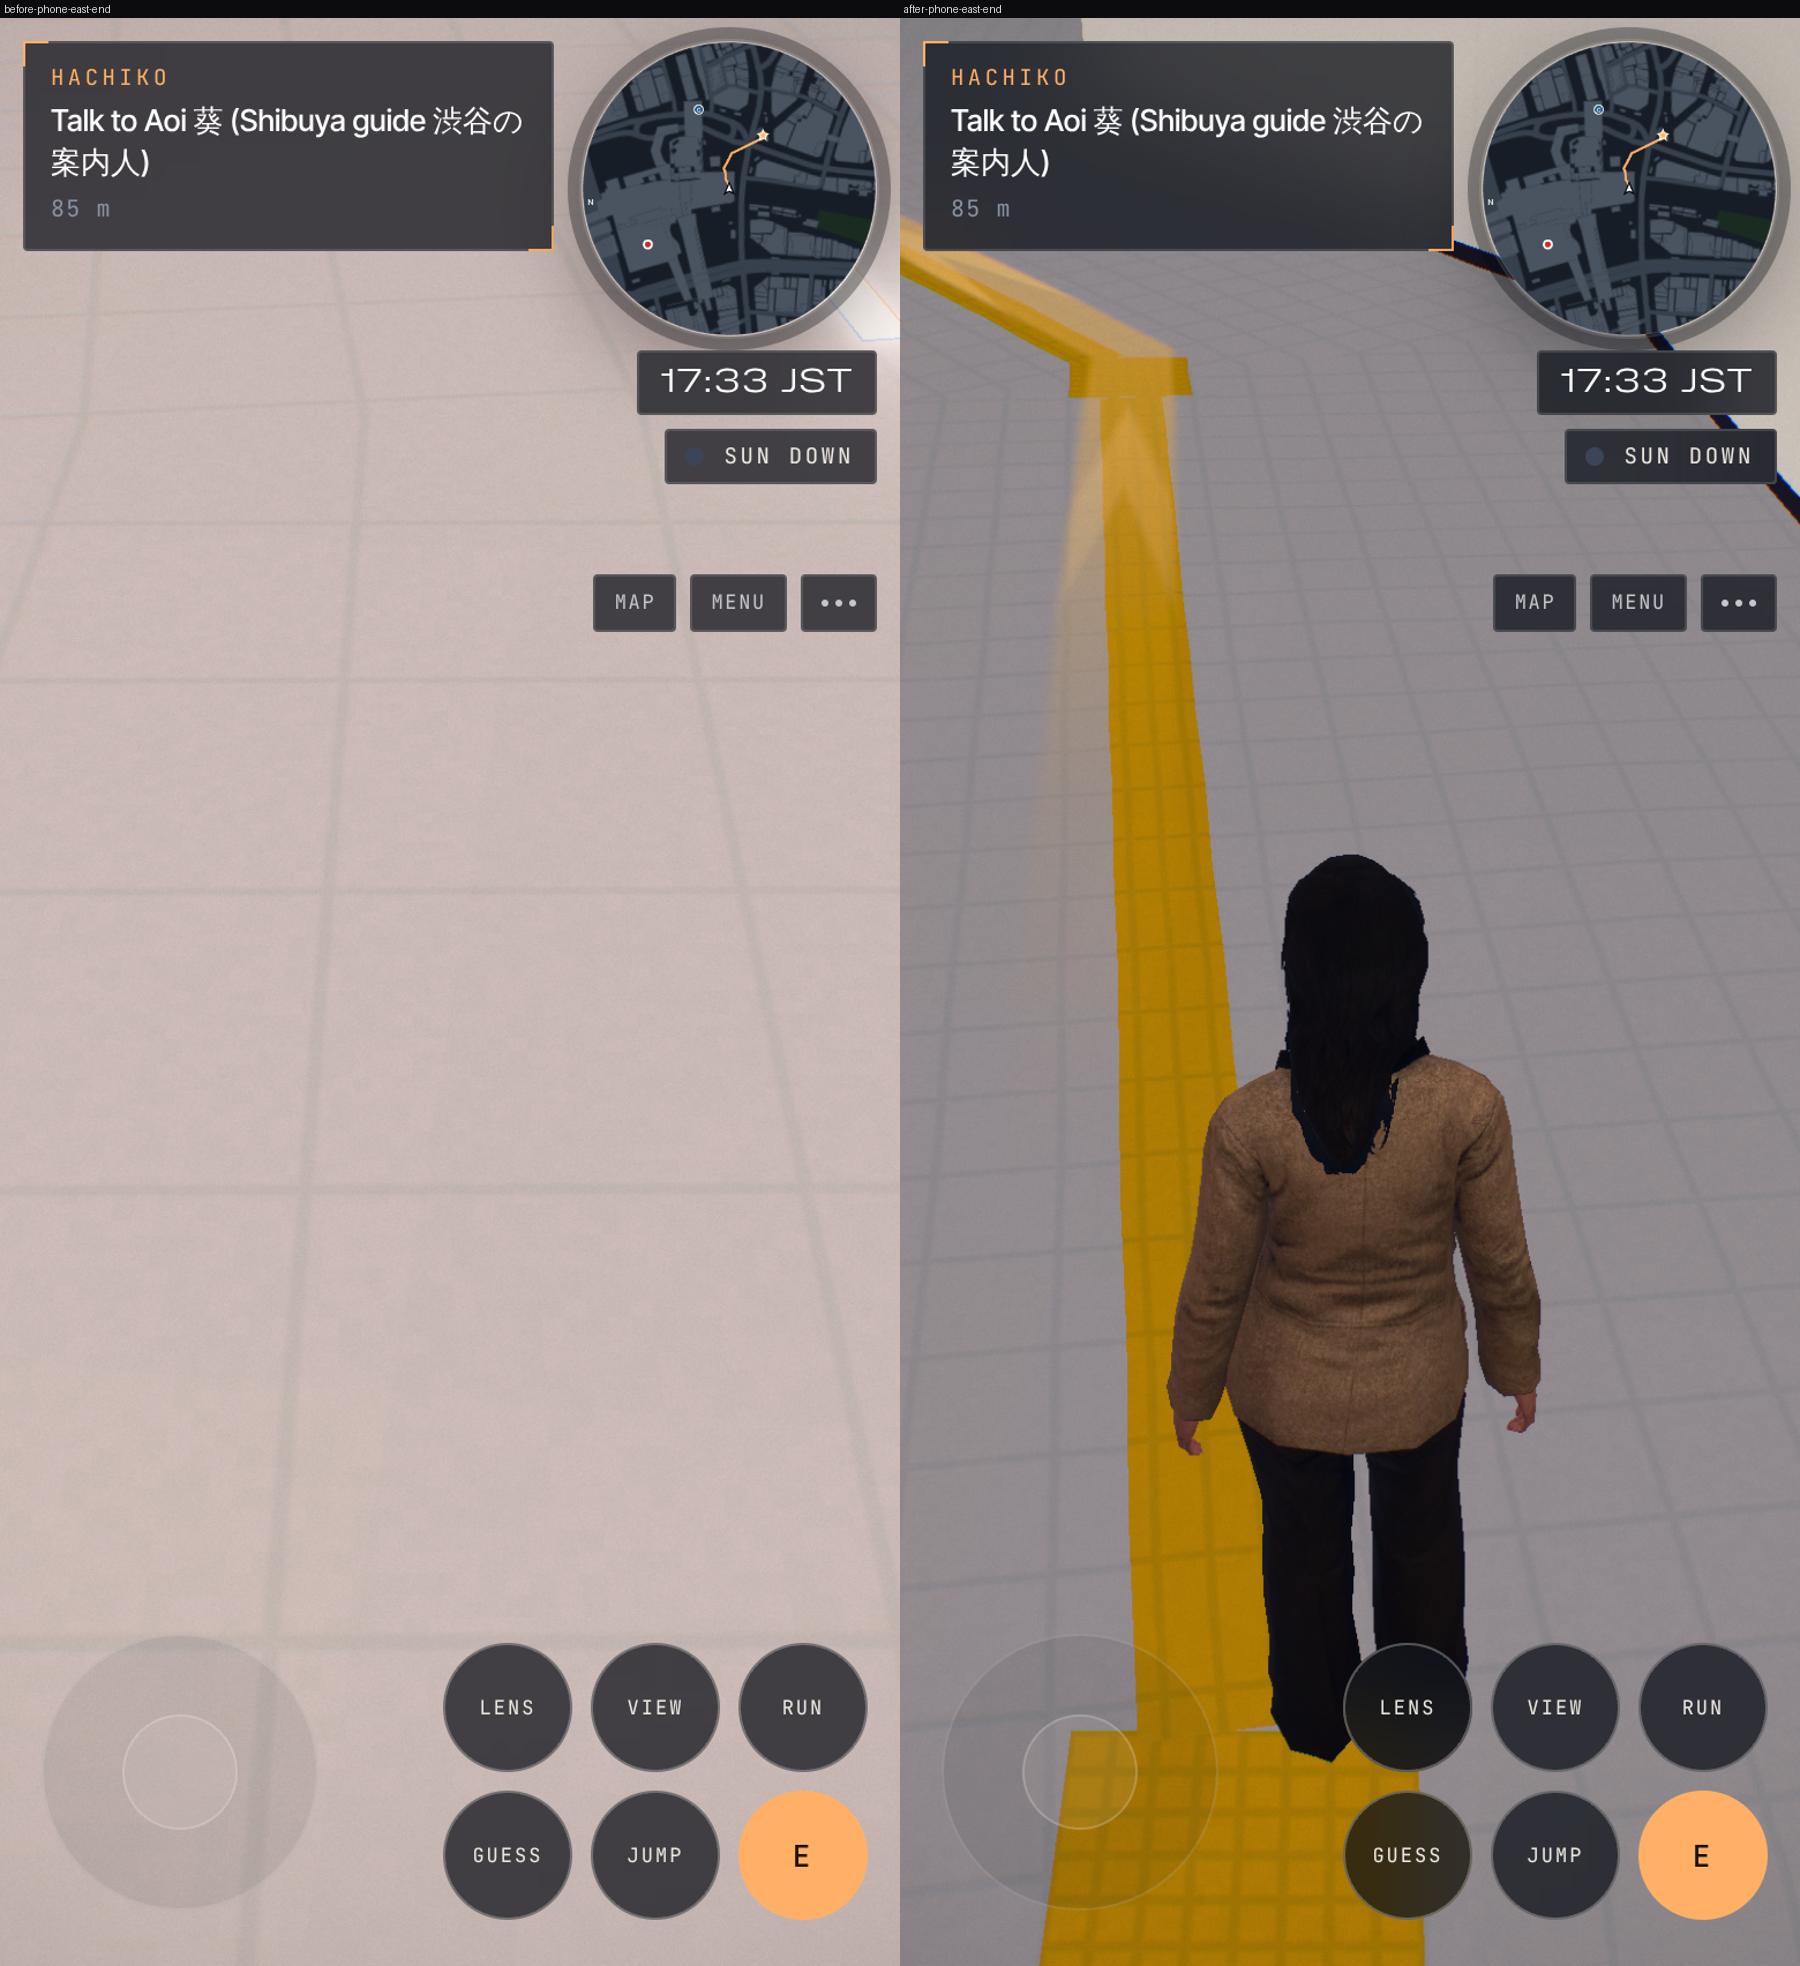 before-phone-east-end
HACHIKO
Talk to Aoi 葵 (Shibuya guide 渋谷の
案内人)
85 m
N
17:33 JST
SUN DOWN
MAP
MENU
•••
LENS
VIEW
RUN
GUESS
JUMP
E
after-phone-east-end
HACHIKO
Talk to Aoi 葵 (Shibuya guide 渋谷の
案内人)
85 m
N
17:33 JST
SUN DOWN
MAP
MENU
•••
LENS
VIEW
RUN
GUESS
JUMP
E